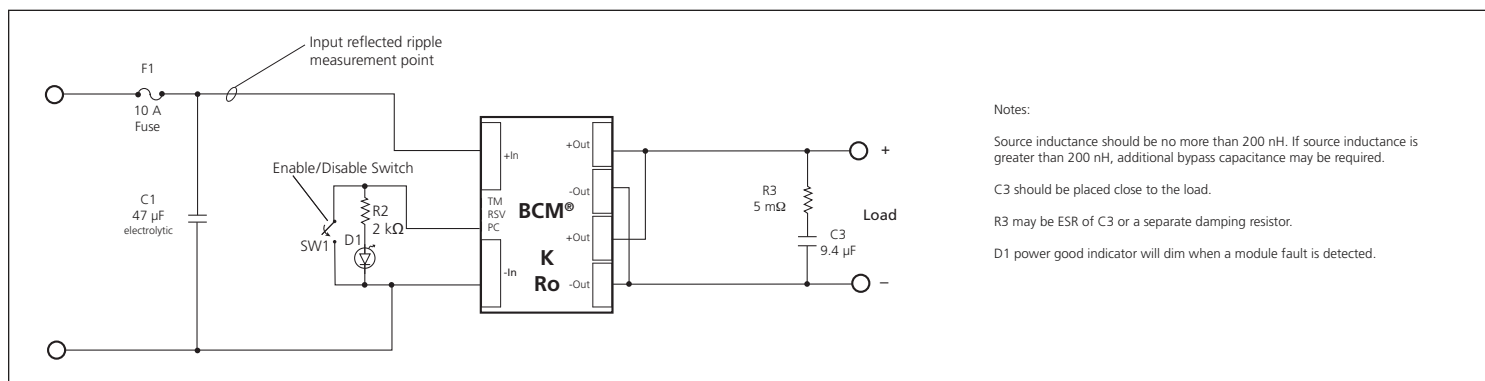 Input reflected ripple
measurement point
F1
10 A
Fuse
C1
47 µF
electrolytic
Enable/Disable Switch
SW1
R2
2 kΩ
D1
+In
TM
RSV
PC
-In
BCM®
K
Ro
+Out
-Out
+Out
-Out
R3
5 mΩ
C3
9.4 µF
+
Load
–
Notes:
Source inductance should be no more than 200 nH. If source inductance is
greater than 200 nH, additional bypass capacitance may be required.
C3 should be placed close to the load.
R3 may be ESR of C3 or a separate damping resistor.
D1 power good indicator will dim when a module fault is detected.